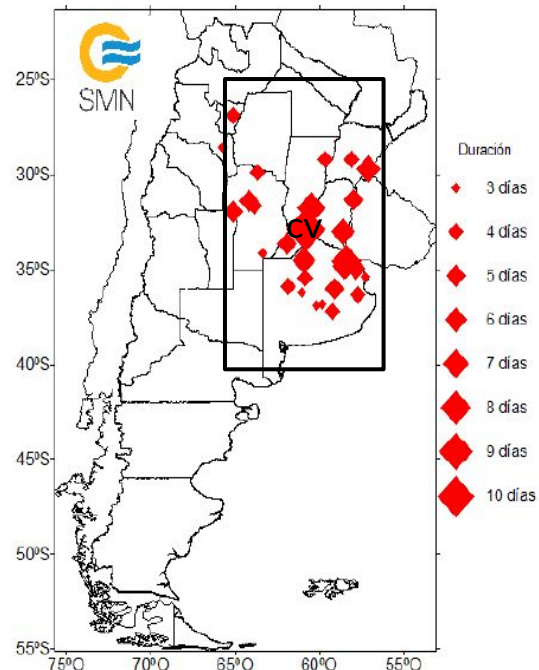 SMN
25ºS
30ºS
35ºS
40ºS
45ºS
50ºS
55ºS
75ºO
70ºO
65ºO
60ºO
55ºO
CV
Duración
3 días
4 días
5 días
6 días
7 días
8 días
9 días
10 días